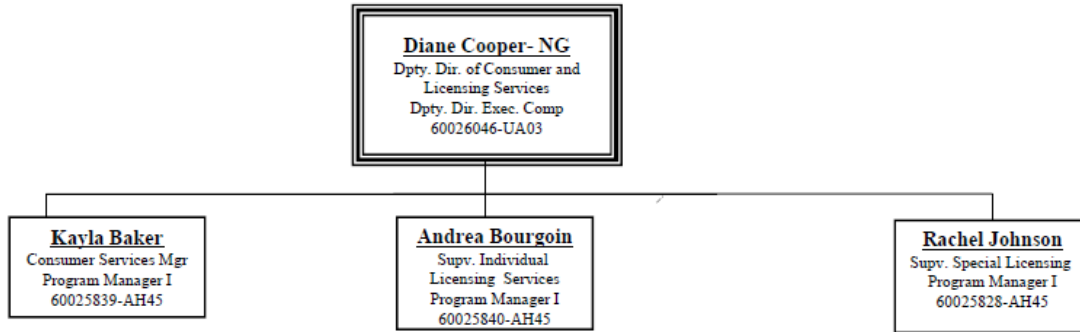 Diane Cooper- NG
Dpty. Dir. of Consumer and
Licensing Services
Dpty. Dir. Exec. Comp
60026046-UA03
Kayla Baker
Consumer Services Mgr
Program Manager I
60025839-AH45
Andrea Bourgoin
Supv. Individual
Licensing Services
Program Manager I
60025840-AH45
Rachel Johnson
Supv. Special Licensing
Program Manager I
60025828-AH45